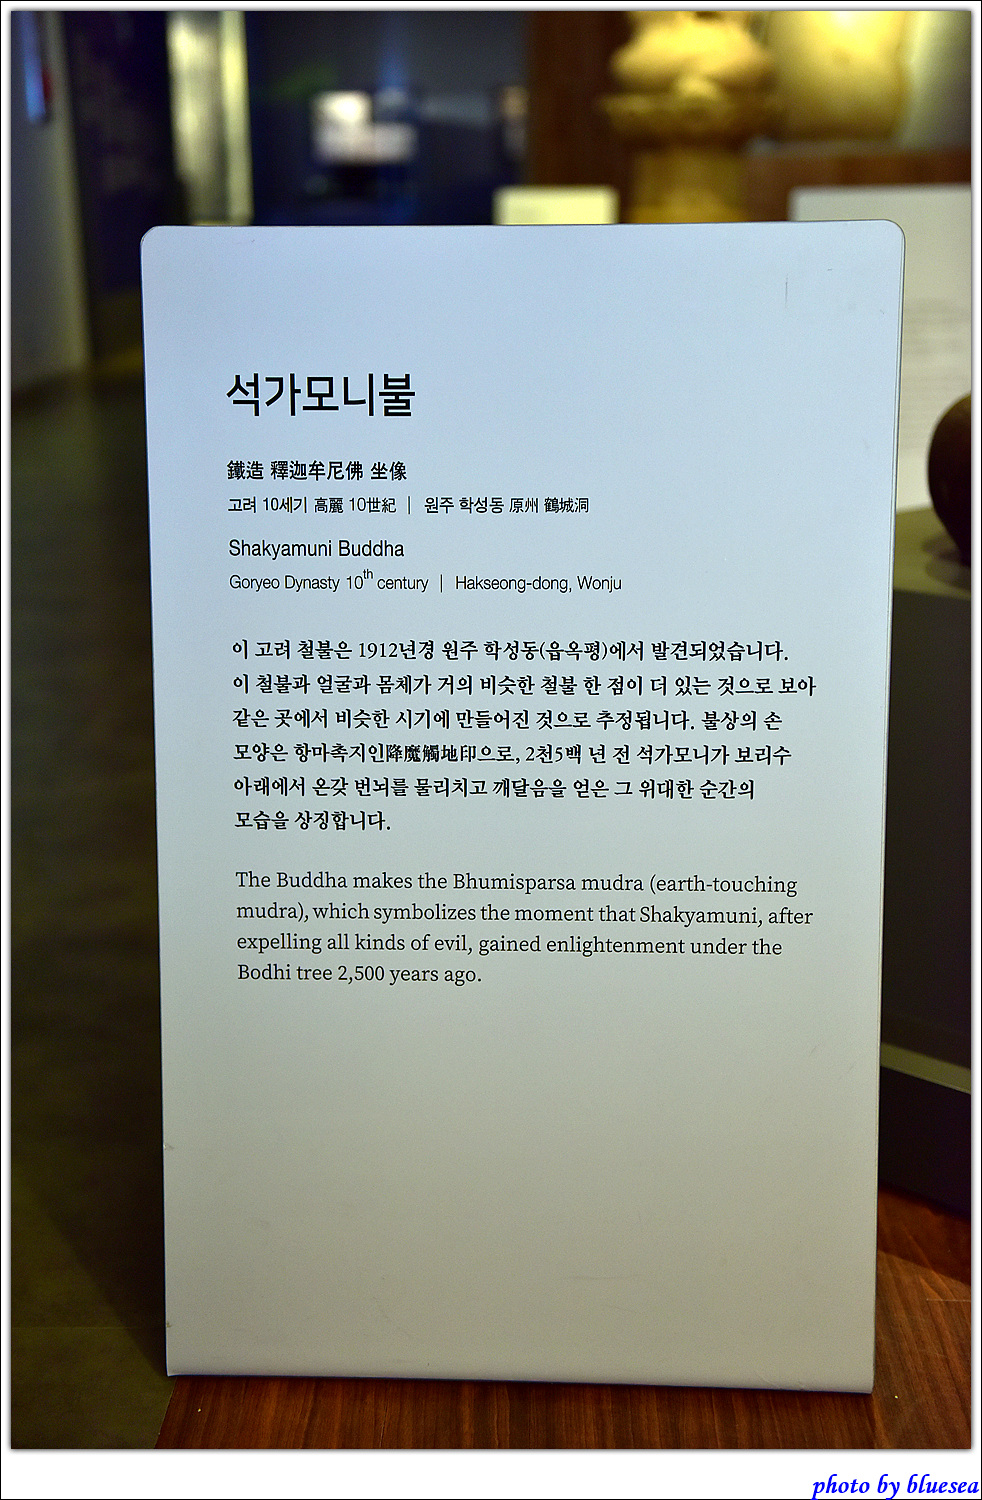 석가모니불
鐵造 釋迦牟尼佛 坐像
고려 10세기 高麗 10世紀 | 원주 학성동 原州 鶴城洞
Shakyamuni Buddha
Goryeo Dynasty 10th century | Hakseong-dong, Wonju
이 고려 철불은 1912년경 원주 학성동(읍옥평)에서 발견되었습니다.
이 철불과 얼굴과 몸체가 거의 비슷한 철불 한 점이 더 있는 것으로 보아
같은 곳에서 비슷한 시기에 만들어진 것으로 추정됩니다. 불상의 손
모양은 항마촉지인降魔觸地印으로, 2천5백 년 전 석가모니가 보리수
아래에서 온갖 번뇌를 물리치고 깨달음을 얻은 그 위대한 순간의
모습을 상징합니다.
The Buddha makes the Bhumisparsa mudra (earth-touching
mudra), which symbolizes the moment that Shakyamuni, after
expelling all kinds of evil, gained enlightenment under the
Bodhi tree 2,500 years ago.
photo by bluesea